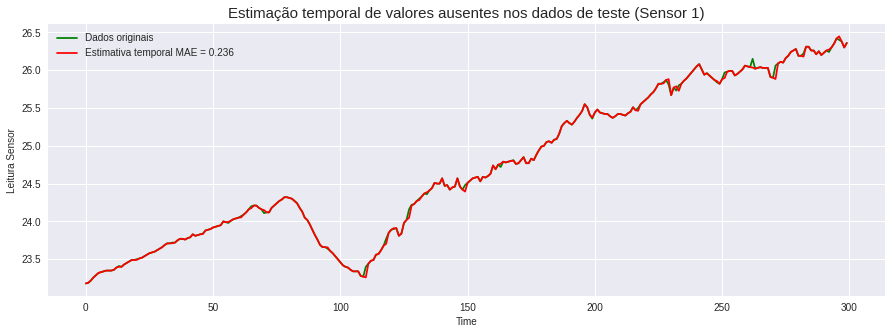 Estimação temporal de valores ausentes nos dados de teste (Sensor 1)
Dados originais
Estimativa temporal MAE = 0.236
26.5
26.0
25.5
25.0
24.5
24.0
23.5
Leitura Sensor
0 50 100 150 200 250 300
Time